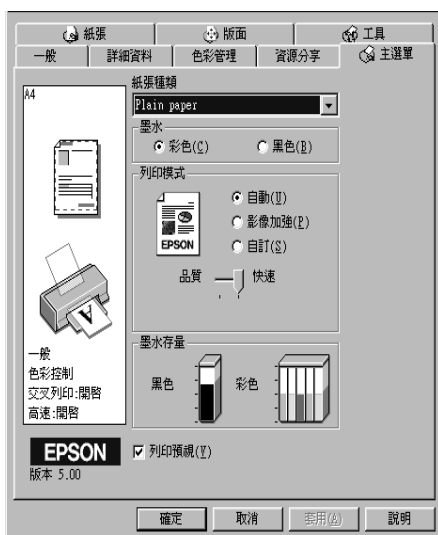 紙張 版面 工具
一般 詳細資料 色彩管理 資源分享 主選單
A4
紙張種類
Plain paper
墨水
彩色(C) 黑色(B)
列印模式
自動(U)
影像加強(P)
自訂(S)
EPSON
品質 快速
墨水存量
黑色 彩色
A
一般
色彩控制
交叉列印:開啓
高速:開啓
EPSON
版本 5.00
列印預視(V)
確定 取消 套用(A) 說明